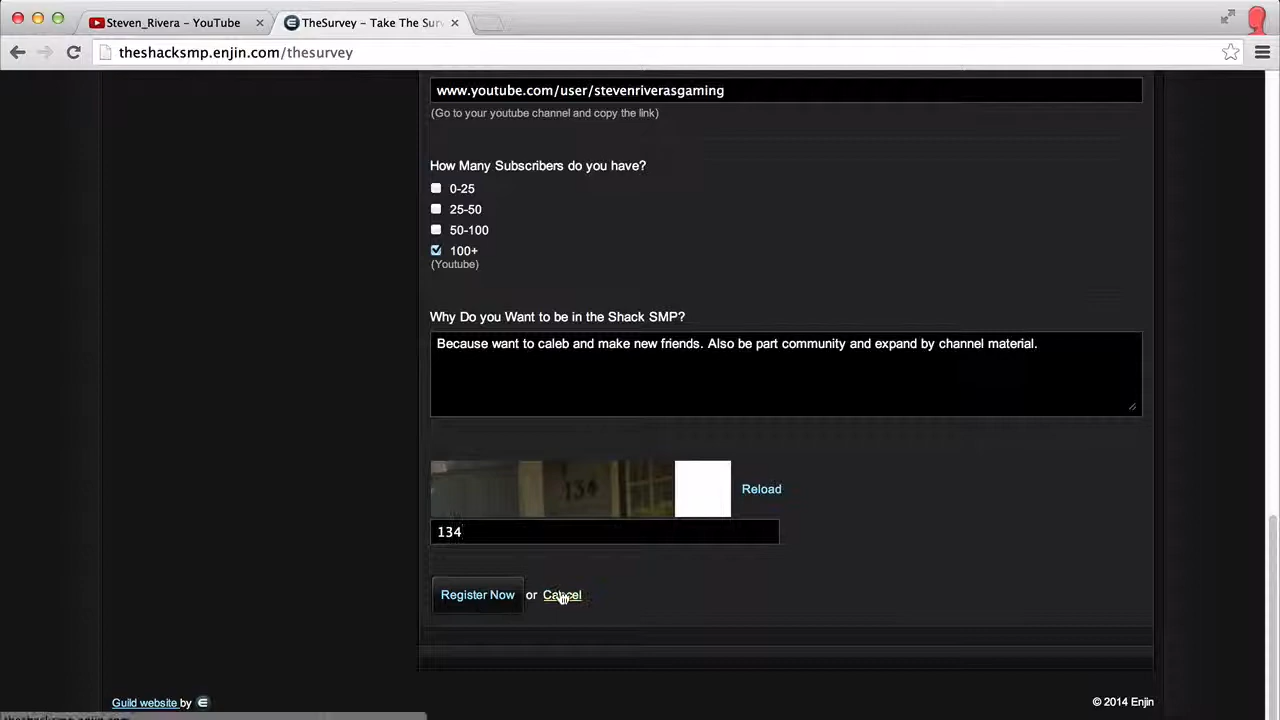 Steven_Rivera – YouTube
TheSurvey – Take The Sur
theshacksmp.enjin.com/thesurvey
www.youtube.com/user/stevenriverasgaming
(Go to your youtube channel and copy the link)
How Many Subscribers do you have?
0-25
25-50
50-100
100+
(Youtube)
Why Do you Want to be in the Shack SMP?
Because want to caleb and make new friends. Also be part community and expand by channel material.
134
Reload
134
Register Now or Cancel
Guild website by
© 2014 Enjin